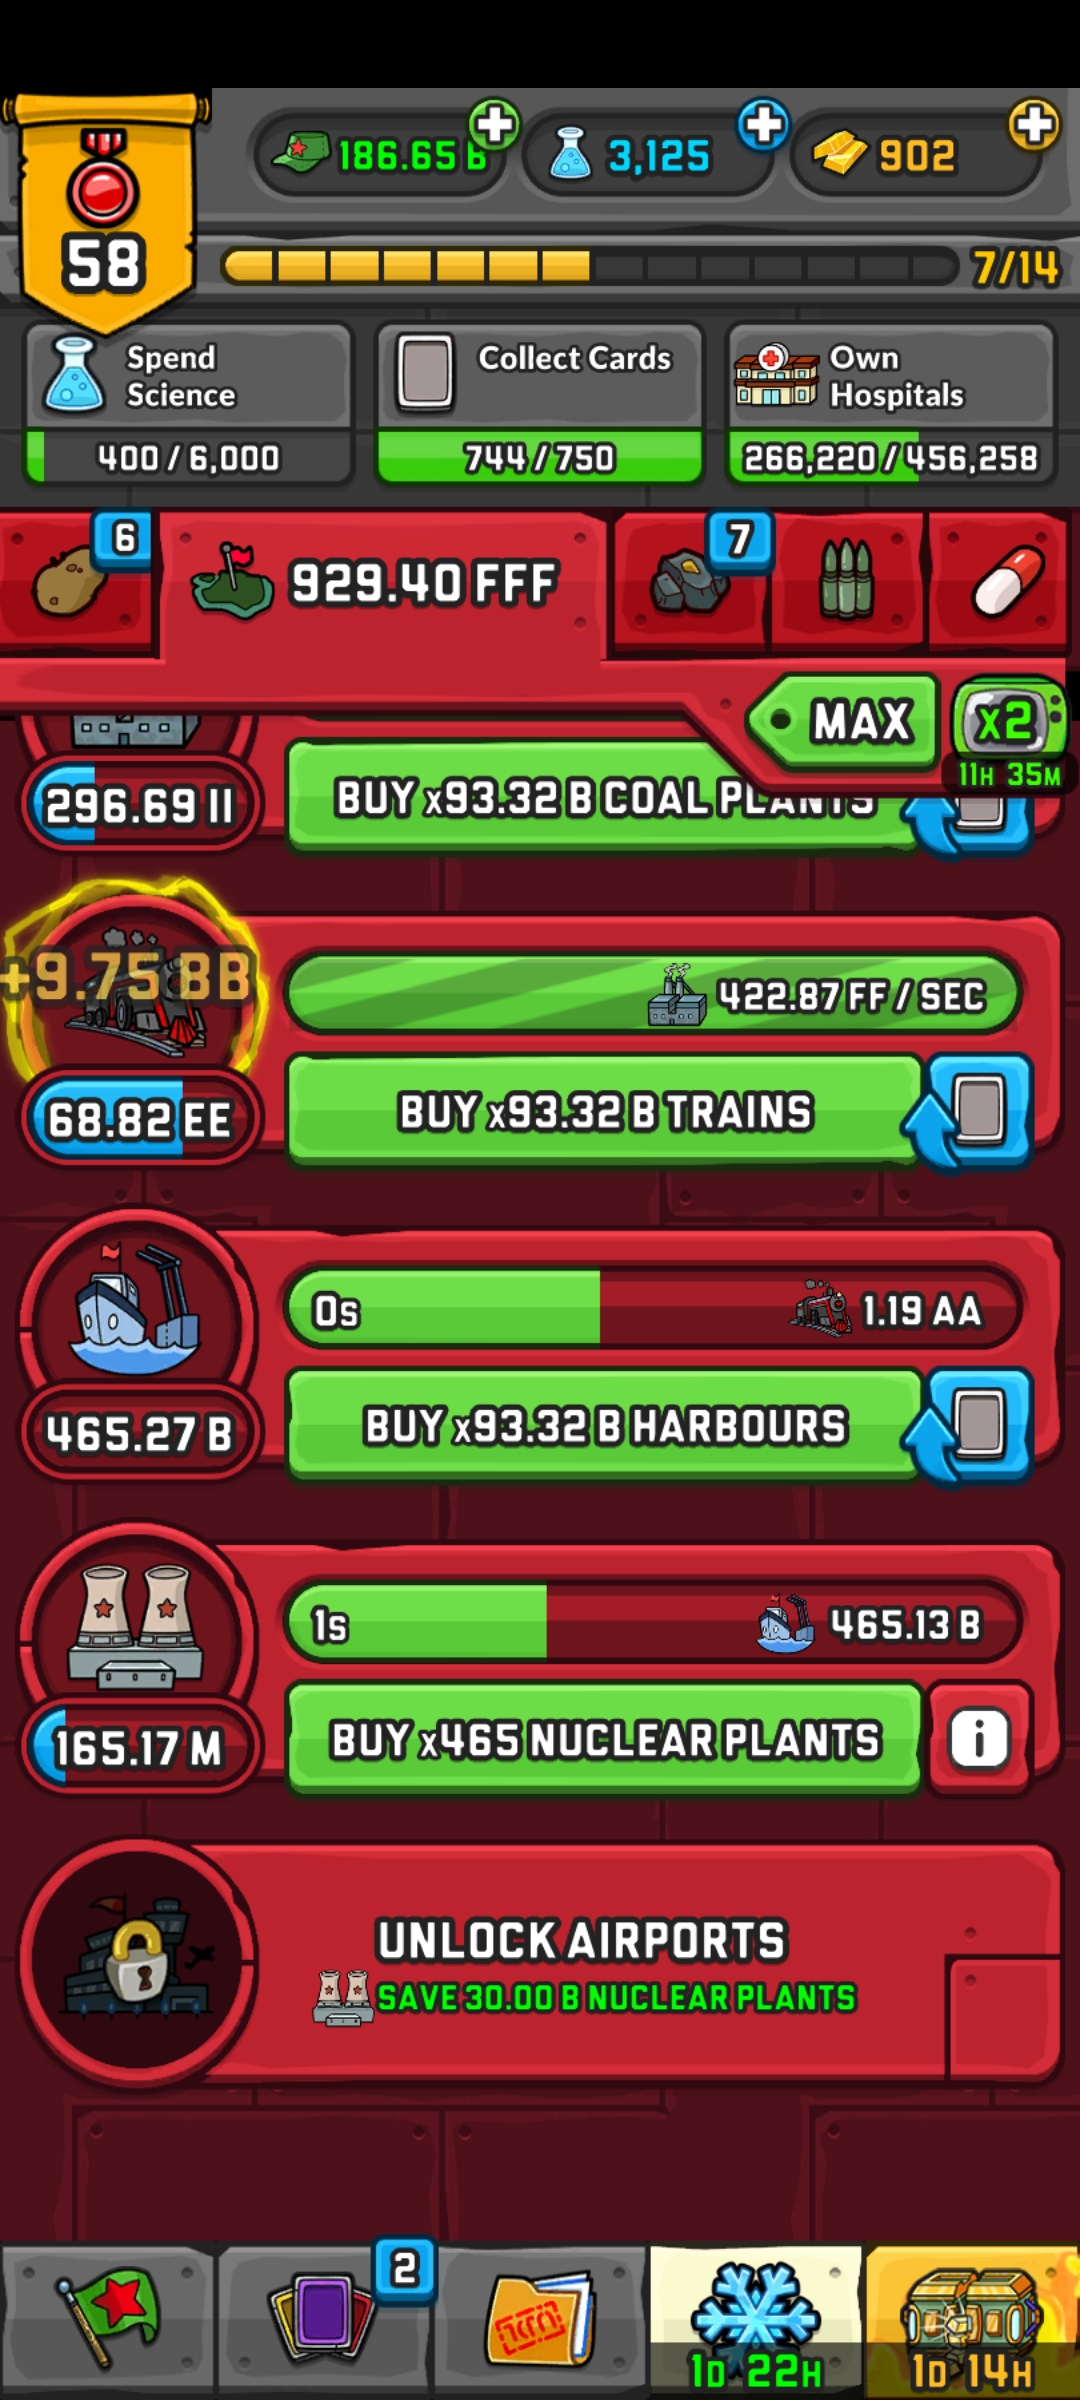 186.65 B
3,125
902
58
7/14
Spend
Science
400 / 6,000
Collect Cards
744 / 750
Own
Hospitals
266,220 / 456,258
6
929.40 FFF
7
MAX
x2
11H 35M
296.69 II
BUY x93.32 B COAL PLANTS
+9.75 BB
422.87 FF / SEC
68.82 EE
BUY x93.32 B TRAINS
0s
1.19 AA
465.27 B
BUY x93.32 B HARBOURS
1s
465.13 B
165.17 M
BUY x465 NUCLEAR PLANTS
i
UNLOCK AIRPORTS
SAVE 30.00 B NUCLEAR PLANTS
2
1D 22H
1D 14H